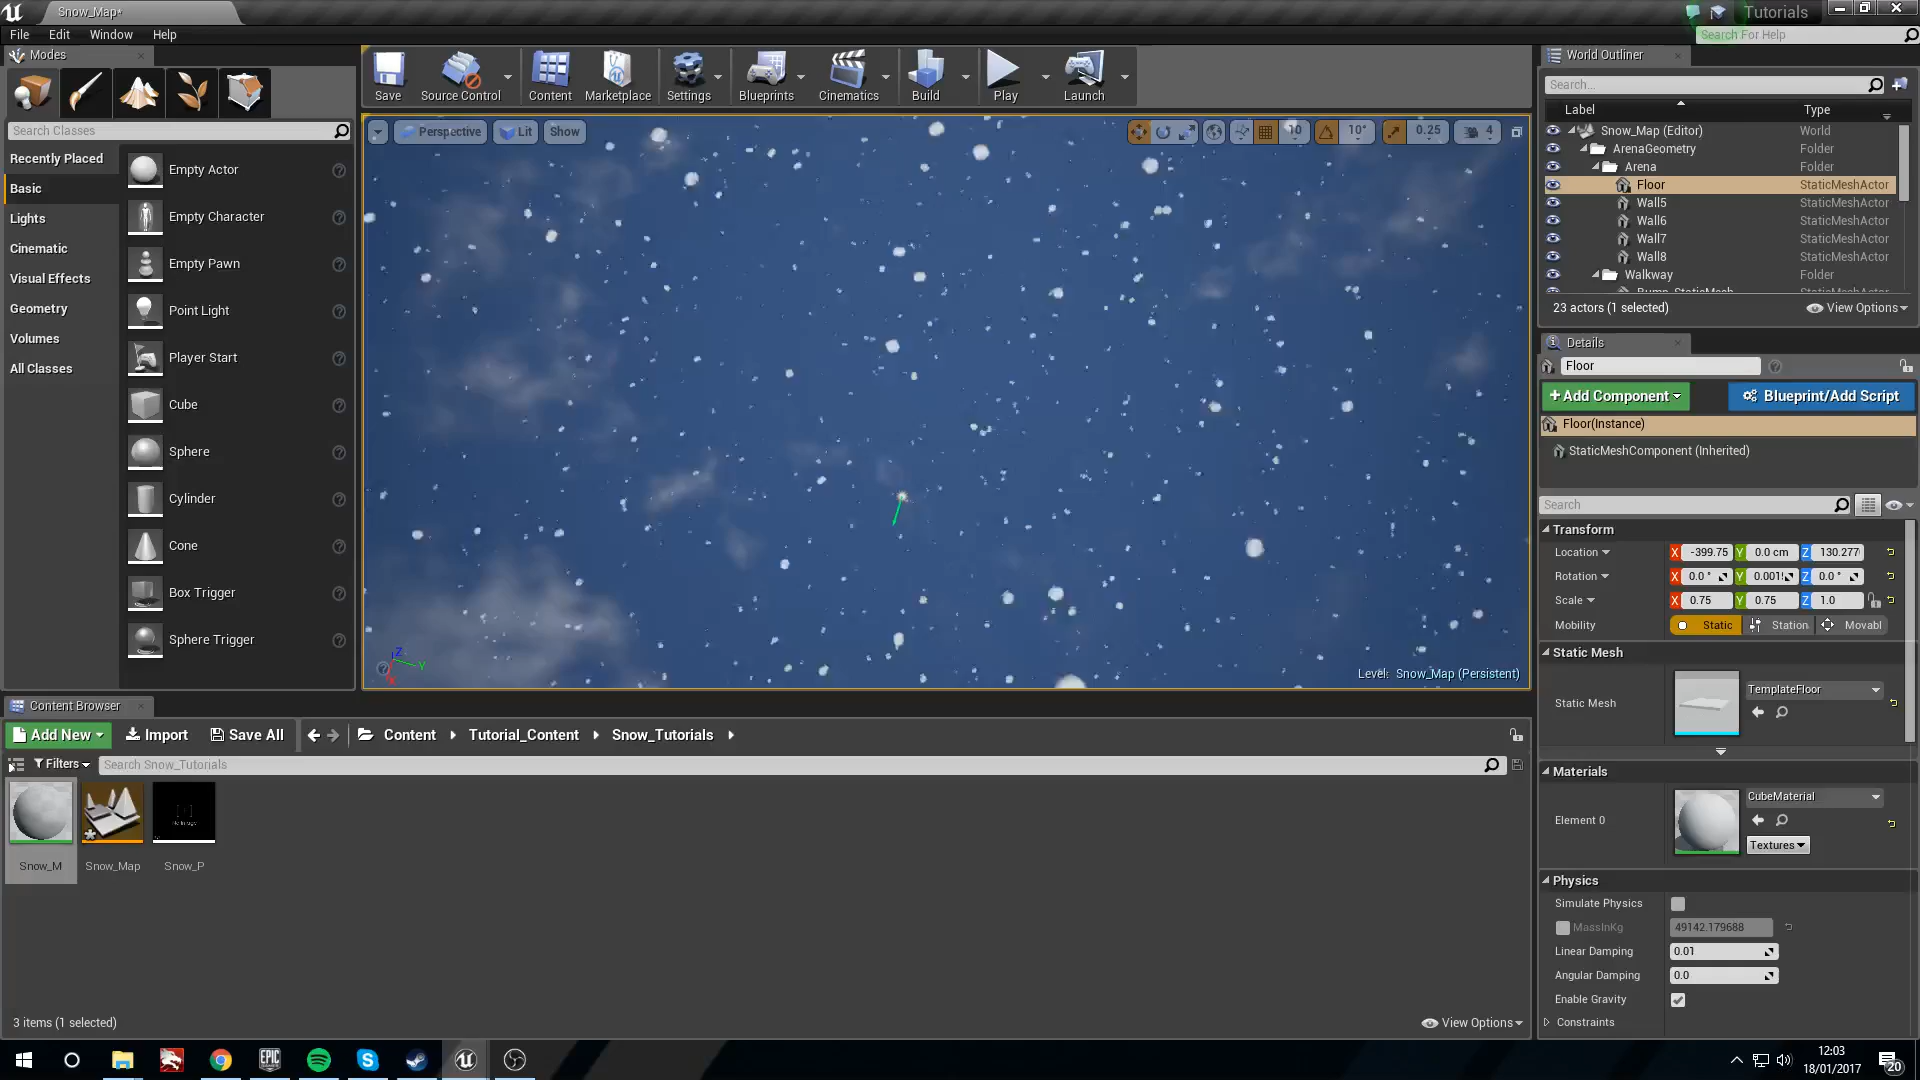 Snow_Map*
Tutorials
File Edit Window Help
Search For Help
Modes
Search Classes
Recently Placed
Basic
Lights
Cinematic
Visual Effects
Geometry
Volumes
All Classes
Empty Actor
Empty Character
Empty Pawn
Point Light
Player Start
Cube
Sphere
Cylinder
Cone
Box Trigger
Sphere Trigger
Save Source Control Content Marketplace Settings Blueprints Cinematics Build Play Launch
Perspective Lit Show
10 10° 0.25 4
Z
Y
X
Level: Snow_Map (Persistent)
World Outliner
Search...
Label Type
Snow_Map (Editor) World
ArenaGeometry Folder
Arena Folder
Floor StaticMeshActor
Wall5 StaticMeshActor
Wall6 StaticMeshActor
Wall7 StaticMeshActor
Wall8 StaticMeshActor
Walkway Folder
Bump_StaticMesh StaticMeshActor
23 actors (1 selected) View Options
Details
Floor
+Add Component Blueprint/Add Script
Floor(Instance)
StaticMeshComponent (Inherited)
Search
Transform
Location X -399.75 Y 0.0 cm Z 130.277
Rotation X 0.0 ° Y 0.001 Z 0.0 °
Scale X 0.75 Y 0.75 Z 1.0
Mobility Static Station Movabl
Static Mesh
Static Mesh TemplateFloor
Materials
Element 0 CubeMaterial
Textures
Physics
Simulate Physics
MassInKg 49142.179688
Linear Damping 0.01
Angular Damping 0.0
Enable Gravity
Constraints
Content Browser
Add New Import Save All Content Tutorial_Content Snow_Tutorials
Filters Search Snow_Tutorials
Snow_M Snow_Map Snow_P
3 items (1 selected) View Options
EPIC
GAMES
12:03
18/01/2017
20